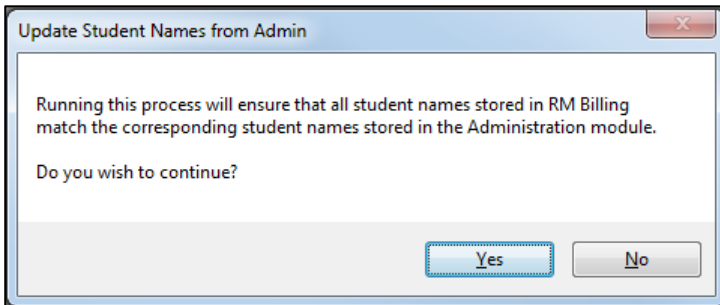 Update Student Names from Admin
Running this process will ensure that all student names stored in RM Billing
match the corresponding student names stored in the Administration module.
Do you wish to continue?
Yes
No